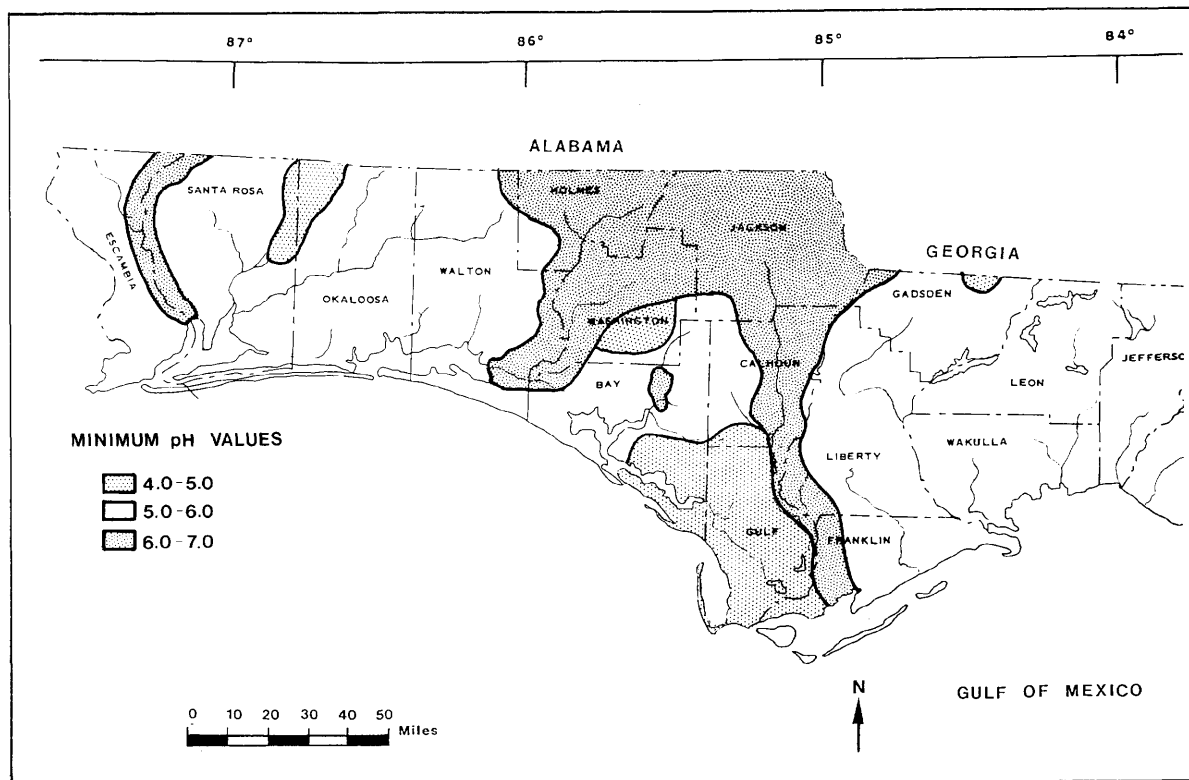 87° 86° 85° 84°
ALABAMA
SANTA ROSA
HOLMES
JACKSON
ESCAMBIA
WALTON
OKALOOSA
GEORGIA
GADSDEN
WASHINGTON
CALHOUN
BAY
JEFFERSO
LEON
WAKULLA
LIBERTY
GULF
FRANKLIN
MINIMUM pH VALUES
4.0-5.0
5.0-6.0
6.0-7.0
0 10 20 30 40 50
Miles
N
GULF OF MEXICO